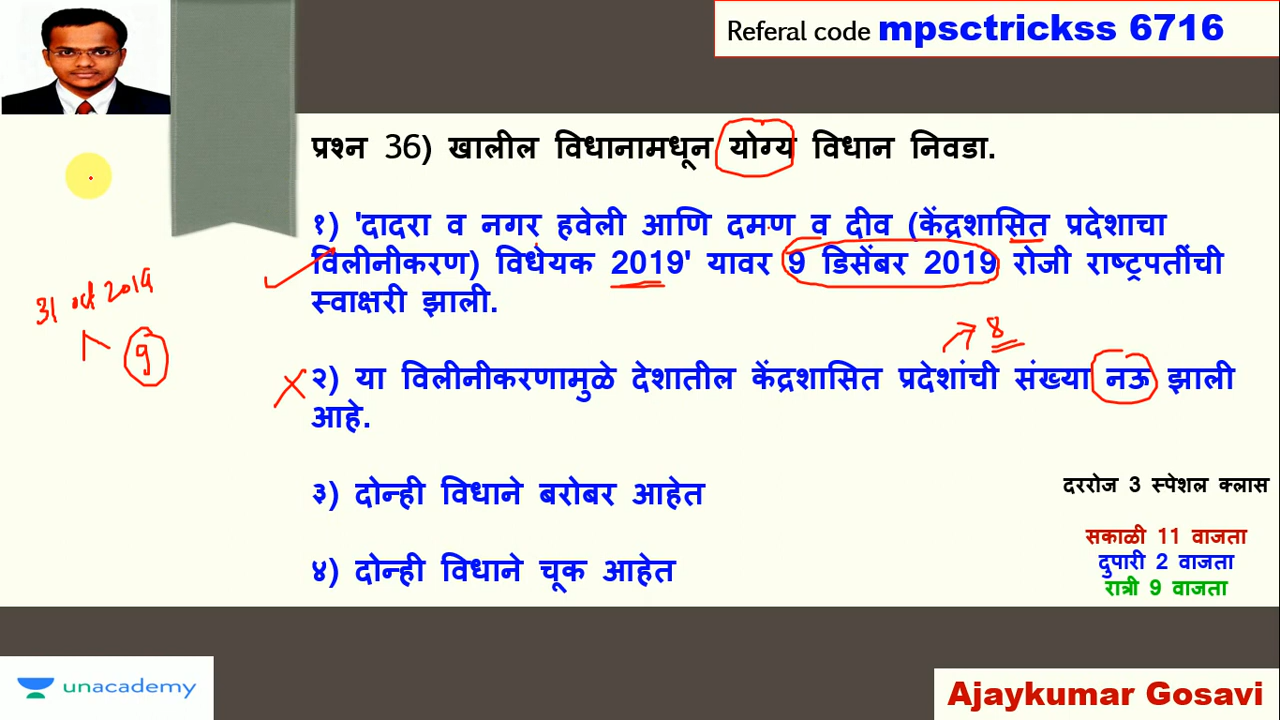 Referal code mpsctrickss 6716
प्रश्न 36) खालील विधानामधून योग्य विधान निवडा.
१) 'दादरा व नगर हवेली आणि दमण व दीव (केंद्रशासित प्रदेशाचा
विलीनीकरण) विधेयक 2019' यावर 9 डिसेंबर 2019 रोजी राष्ट्रपतींची
स्वाक्षरी झाली.
31 oct 2019
9
8
२) या विलीनीकरणामुळे देशातील केंद्रशासित प्रदेशांची संख्या नऊ झाली
आहे.
३) दोन्ही विधाने बरोबर आहेत
४) दोन्ही विधाने चूक आहेत
दररोज 3 स्पेशल क्लास
सकाळी 11 वाजता
दुपारी 2 वाजता
रात्री 9 वाजता
unacademy
Ajaykumar Gosavi